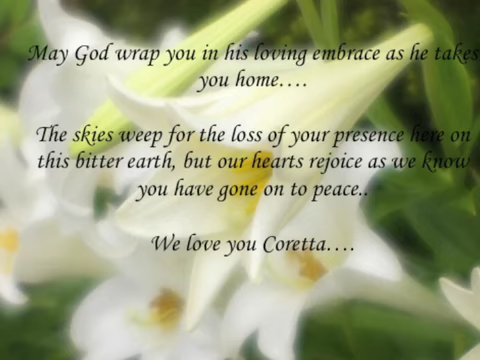 May God wrap you in his loving embrace as he takes
you home….
The skies weep for the loss of your presence here on
this bitter earth, but our hearts rejoice as we know
you have gone on to peace..
We love you Coretta….